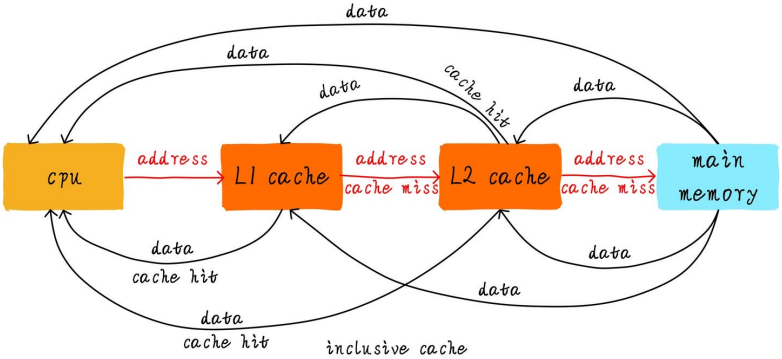 data
data
cache hit
data
data
address
address
address
cpu
L1 cache
L2 cache
main
memory
cache miss
cache miss
data
cache hit
data
data
data
cache hit
inclusive cache